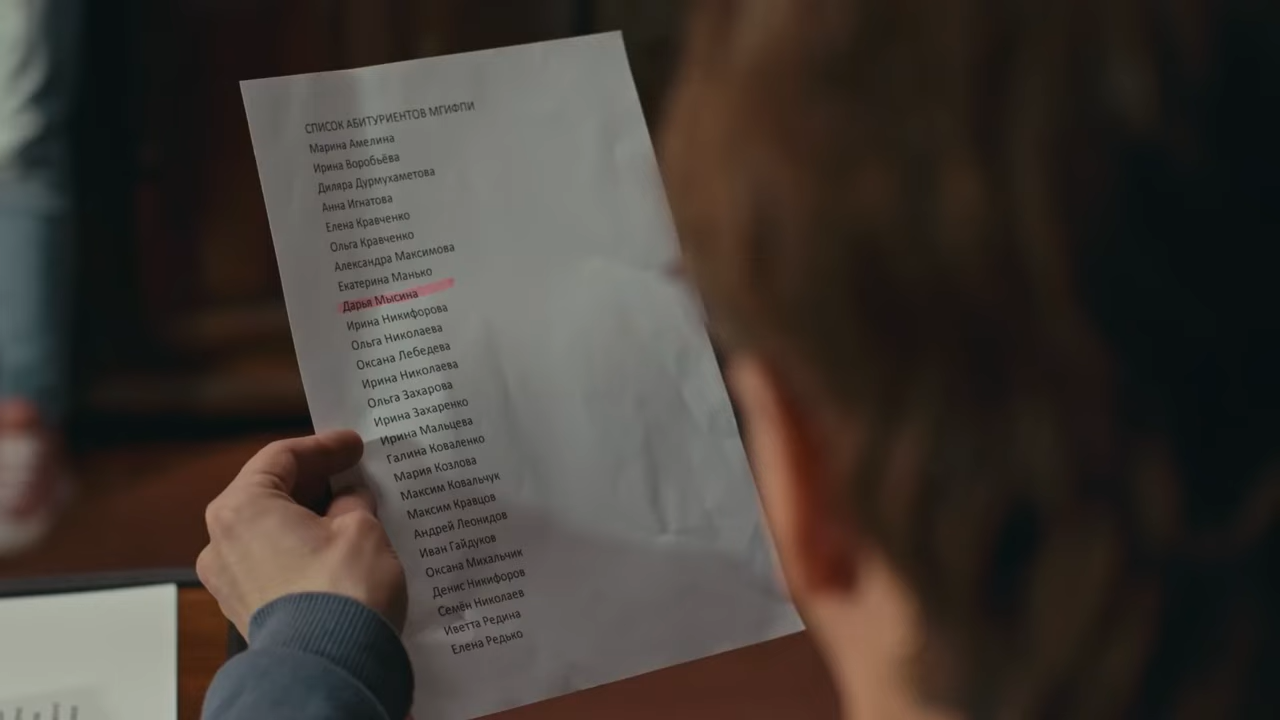 СПИСОК АБИТУРИЕНТОВ МГИФПИ
Марина Амелина
Ирина Воробьёва
Диляра Дурмухаметова
Анна Игнатова
Елена Кравченко
Ольга Кравченко
Александра Максимова
Екатерина Манько
Дарья Мысина
Ирина Никифорова
Ольга Николаева
Оксана Лебедева
Ирина Николаева
Ольга Захарова
Ирина Захаренко
Ирина Мальцева
Галина Коваленко
Мария Козлова
Максим Ковальчук
Максим Кравцов
Андрей Леонидов
Иван Гайдуков
Оксана Михальчик
Денис Никифоров
Семён Николаев
Иветта Редина
Елена Редько